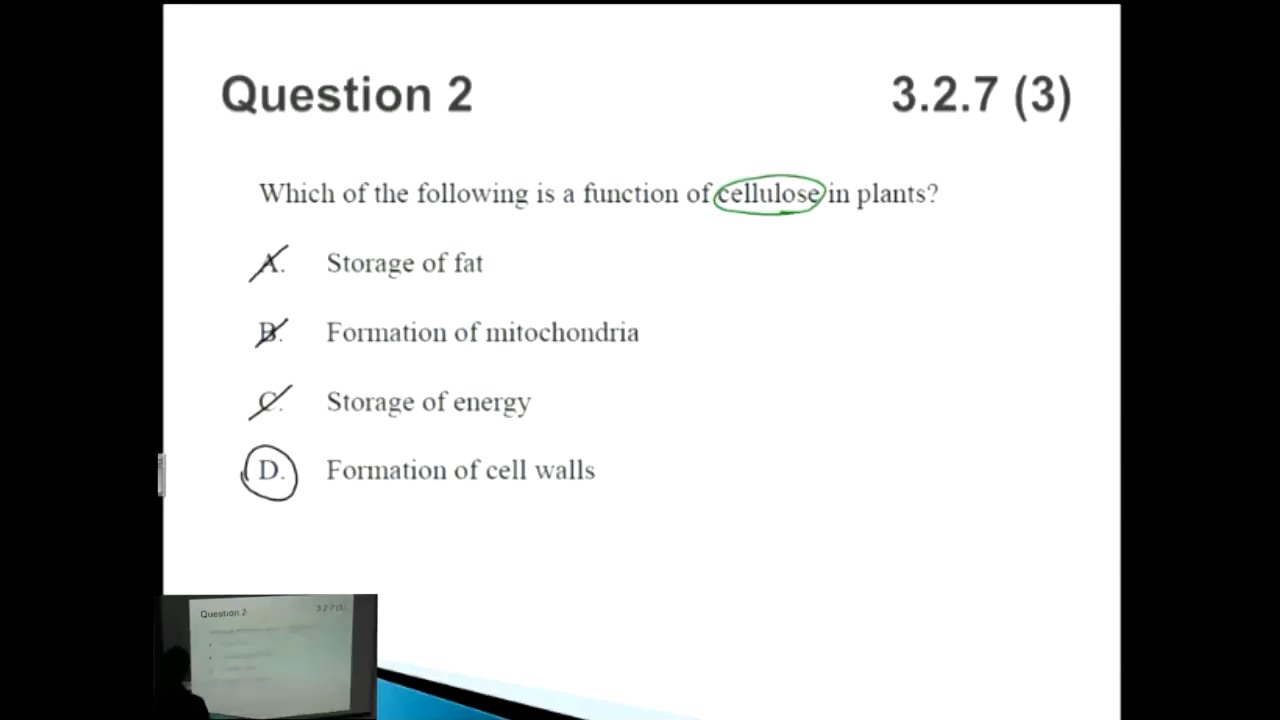 Question 2 3.2.7 (3)
Which of the following is a function of cellulose in plants?
A. Storage of fat
B. Formation of mitochondria
C. Storage of energy
D. Formation of cell walls
Question 2